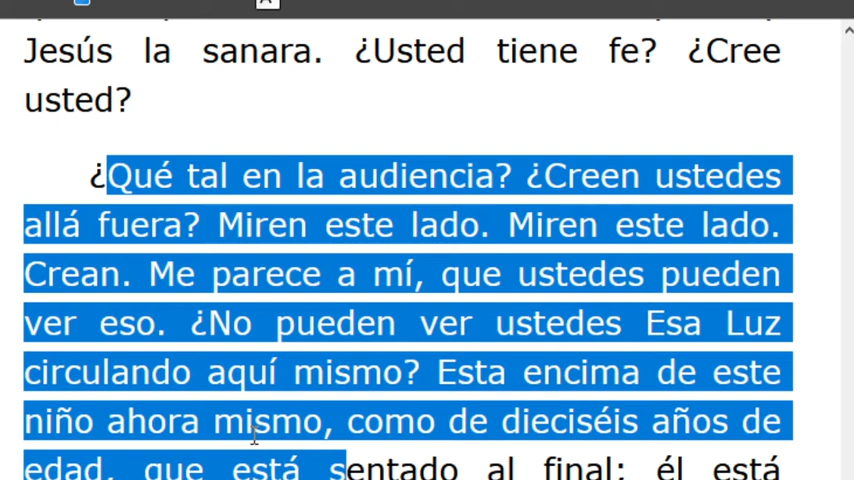 Jesús la sanara. ¿Usted tiene fe? ¿Cree
usted?
¿Qué tal en la audiencia? ¿Creen ustedes
allá fuera? Miren este lado. Miren este lado.
Crean. Me parece a mí, que ustedes pueden
ver eso. ¿No pueden ver ustedes Esa Luz
circulando aquí mismo? Esta encima de este
niño ahora mismo, como de dieciséis años de
edad, que está sentado al final; él está